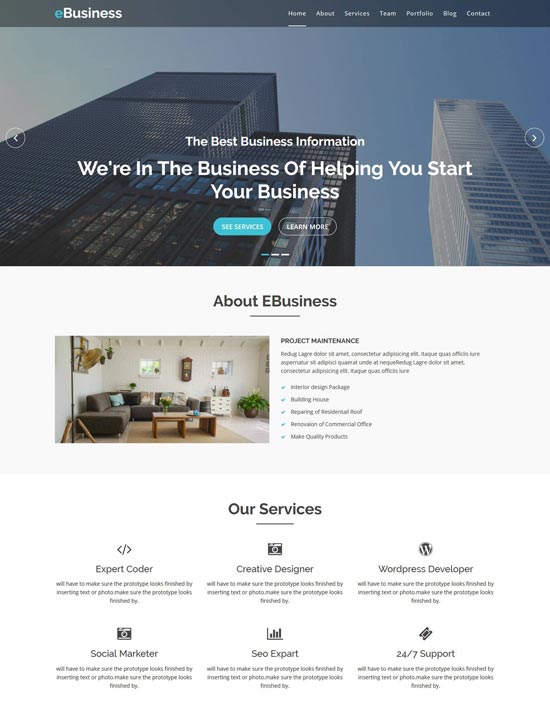 eBusiness
Home About Services Team Portfolio Blog Contact
The Best Business Information
We're In The Business Of Helping You Start
Your Business
SEE SERVICES LEARN MORE
About EBusiness
PROJECT MAINTENANCE
Redug Lagre dolor sit amet, consectetur adipisicing elit. Itaque quas officiis iure
aspernatur sit adipisci quaerat unde at nequeRedug Lagre dolor sit amet,
consectetur adipisicing elit. Itaque quas officiis iure
Interior design Package
Building House
Reparing of Residentail Roof
Renovaion of Commercial Office
Make Quality Products
Our Services
Expert Coder
will have to make sure the prototype looks finished by
inserting text or photo.make sure the prototype looks
finished by.
Creative Designer
will have to make sure the prototype looks finished by
inserting text or photo.make sure the prototype looks
finished by.
Wordpress Developer
will have to make sure the prototype looks finished by
inserting text or photo.make sure the prototype looks
finished by.
Social Marketer
will have to make sure the prototype looks finished by
inserting text or photo.make sure the prototype looks
finished by.
Seo Expart
will have to make sure the prototype looks finished by
inserting text or photo.make sure the prototype looks
finished by.
24/7 Support
will have to make sure the prototype looks finished by
inserting text or photo.make sure the prototype looks
finished by.